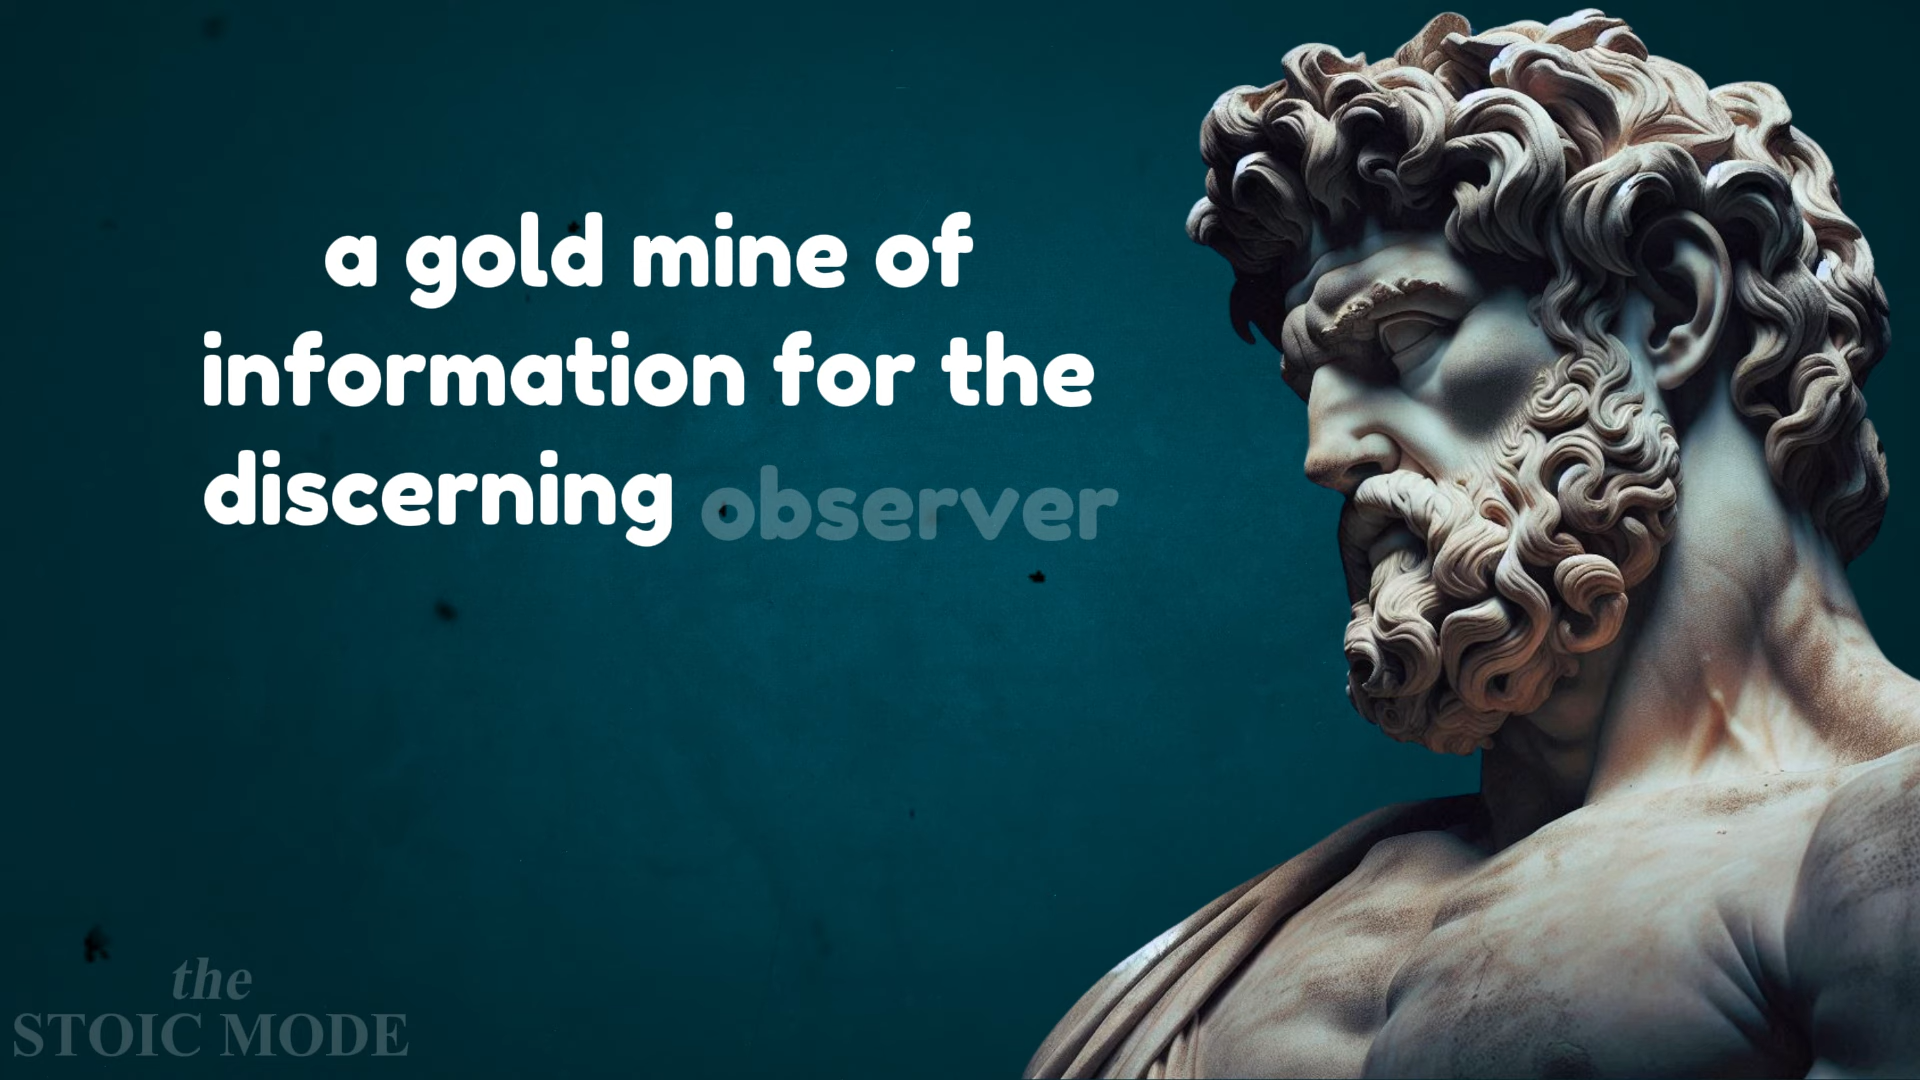 a gold mine of
information for the
discerning observer
the
STOIC MODE